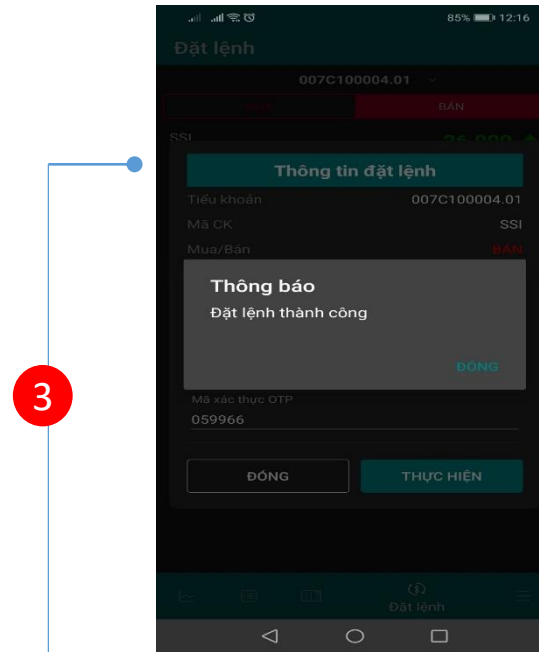 85% 12:16
Đặt lệnh
007C100004.01
BÁN
SSI 26,000
Thông tin đặt lệnh
Tiểu khoản 007C100004.01
Mã CK SSI
Mua/Bán BÁN
Thông báo
Đặt lệnh thành công
ĐÓNG
3
Mã xác thực OTP
059966
ĐÓNG THỰC HIỆN
Đặt lệnh